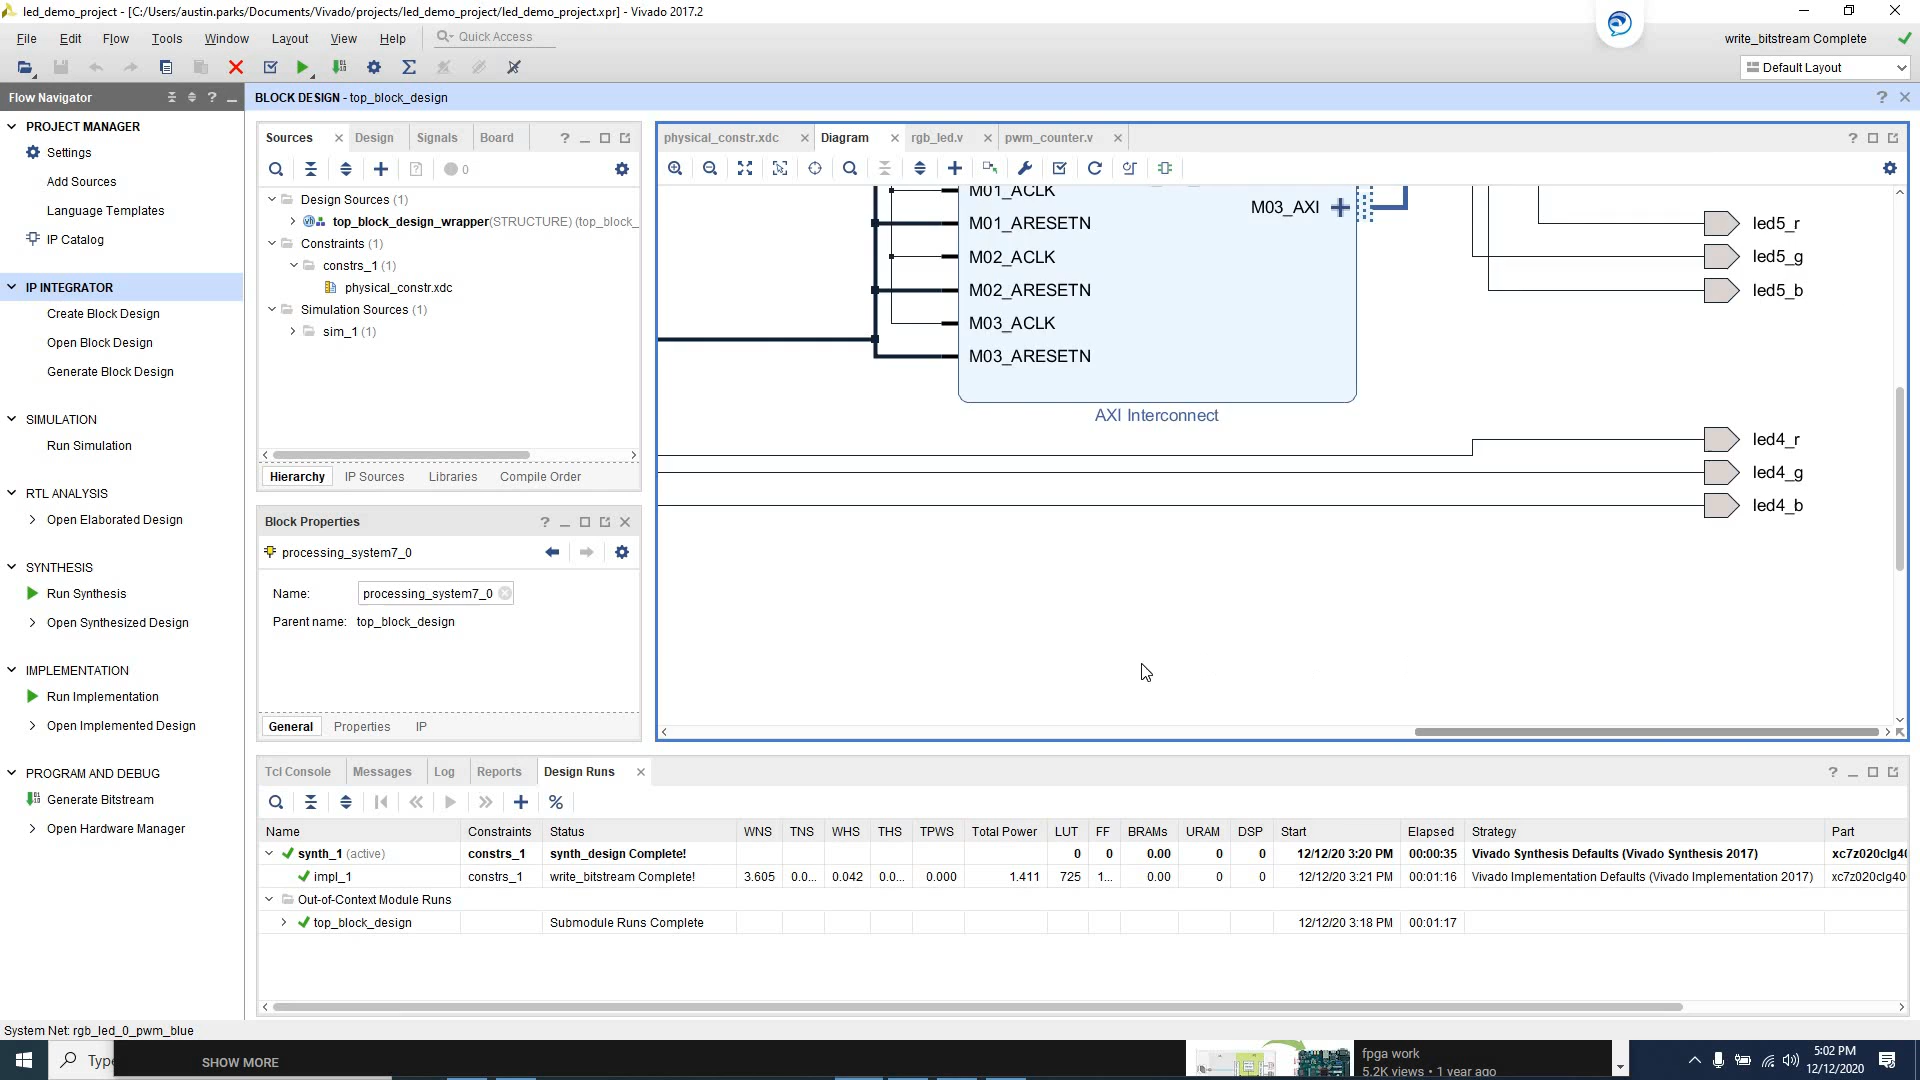 led_demo_project - [C:/Users/austin.parks/Documents/Vivado/projects/led_demo_project/led_demo_project.xpr] - Vivado 2017.2
File Edit Flow Tools Window Layout View Help Quick Access
write_bitstream Complete
Default Layout
Flow Navigator
PROJECT MANAGER
Settings
Add Sources
Language Templates
IP Catalog
IP INTEGRATOR
Create Block Design
Open Block Design
Generate Block Design
SIMULATION
Run Simulation
RTL ANALYSIS
Open Elaborated Design
SYNTHESIS
Run Synthesis
Open Synthesized Design
IMPLEMENTATION
Run Implementation
Open Implemented Design
PROGRAM AND DEBUG
Generate Bitstream
Open Hardware Manager
BLOCK DESIGN - top_block_design
Sources Design Signals Board
0
Design Sources (1)
top_block_design_wrapper(STRUCTURE) (top_block_
Constraints (1)
constrs_1 (1)
physical_constr.xdc
Simulation Sources (1)
sim_1 (1)
Hierarchy IP Sources Libraries Compile Order
Block Properties
processing_system7_0
Name: processing_system7_0
Parent name: top_block_design
General Properties IP
physical_constr.xdc Diagram rgb_led.v pwm_counter.v
M01_ACLK
M01_ARESETN
M02_ACLK
M02_ARESETN
M03_ACLK
M03_ARESETN
M03_AXI
AXI Interconnect
led5_r
led5_g
led5_b
led4_r
led4_g
led4_b
Tcl Console Messages Log Reports Design Runs
Name Constraints Status WNS TNS WHS THS TPWS Total Power LUT FF BRAMs URAM DSP Start Elapsed Strategy Part
synth_1 (active) constrs_1 synth_design Complete! 0 0 0.00 0 0 12/12/20 3:20 PM 00:00:35 Vivado Synthesis Defaults (Vivado Synthesis 2017) xc7z020clg40
impl_1 constrs_1 write_bitstream Complete! 3.605 0.0... 0.042 0.0... 0.000 1.411 725 1... 0.00 0 0 12/12/20 3:21 PM 00:01:16 Vivado Implementation Defaults (Vivado Implementation 2017) xc7z020clg40
Out-of-Context Module Runs
top_block_design Submodule Runs Complete 12/12/20 3:18 PM 00:01:17
System Net: rgb_led_0_pwm_blue
Type
SHOW MORE
fpga work
5.2K views • 1 year ago
5:02 PM
12/12/2020